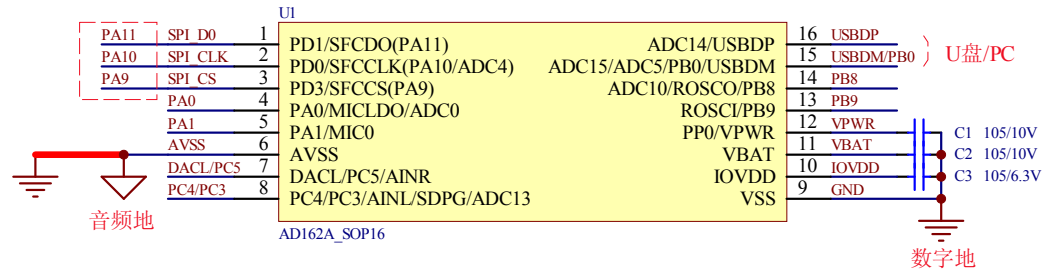 U1
PA11 SPI_D0 1 PD1/SFCDO(PA11) ADC14/USBDP 16 USBDP
PA10 SPI_CLK 2 PD0/SFCCLK(PA10/ADC4) ADC15/ADC5/PB0/USBDM 15 USBDM/PB0 U盘/PC
PA9 SPI_CS 3 PD3/SFCCS(PA9) ADC10/ROSCO/PB8 14 PB8
PA0 4 PA0/MICLDO/ADC0 ROSCI/PB9 13 PB9
PA1 5 PA1/MIC0 PP0/VPWR 12 VPWR C1 105/10V
AVSS 6 AVSS VBAT 11 VBAT C2 105/10V
DACL/PC5 7 DACL/PC5/AINR IOVDD 10 IOVDD C3 105/6.3V
PC4/PC3 8 PC4/PC3/AINL/SDPG/ADC13 VSS 9 GND
音频地
AD162A_SOP16
数字地